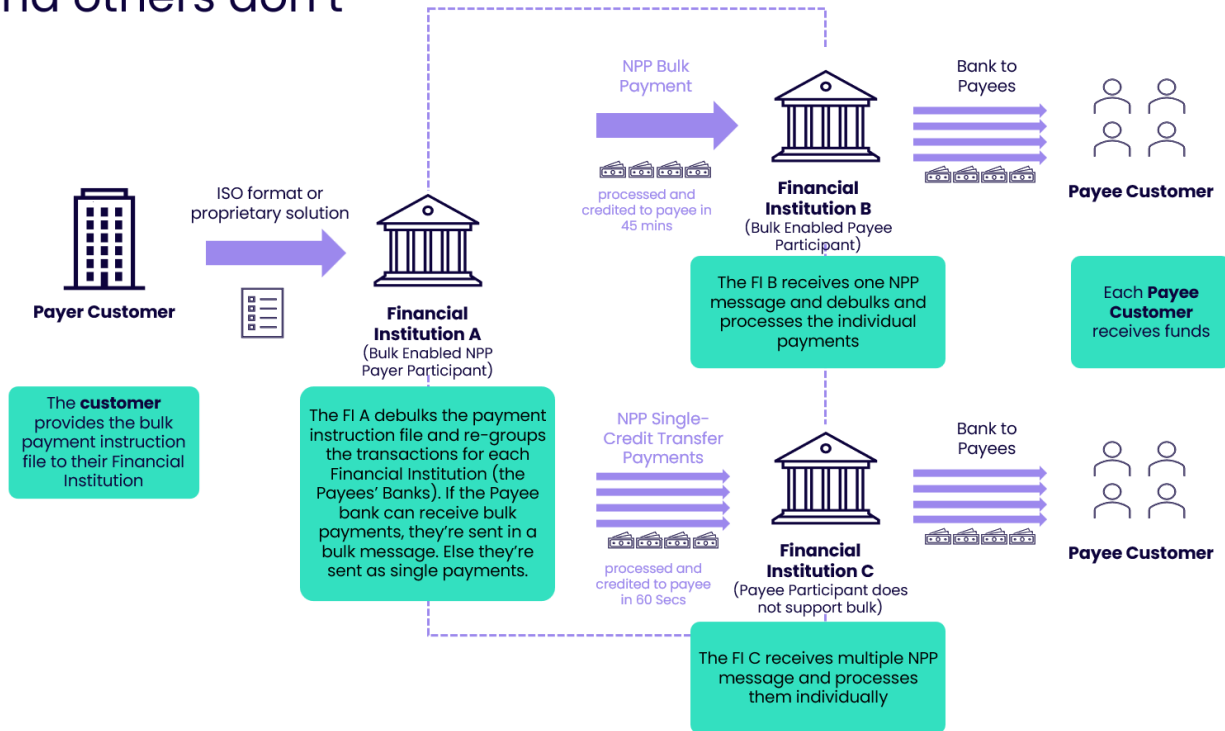 nd others don't
NPP Bulk
Payment
processed and
credited to payee in
45 mins
Financial
Institution B
(Bulk Enabled Payee
Participant)
Bank to
Payees
Payee Customer
ISO format or
proprietary solution
Payer Customer
Financial
Institution A
(Bulk Enabled NPP
Payer Participant)
The FI B receives one NPP
message and debulks and
processes the individual
payments
Each Payee
Customer
receives funds
The customer
provides the bulk
payment instruction
file to their Financial
Institution
The FI A debulks the payment
instruction file and re-groups
the transactions for each
Financial Institution (the
Payees' Banks). If the Payee
bank can receive bulk
payments, they're sent in a
bulk message. Else they're
sent as single payments.
NPP Single-
Credit Transfer
Payments
processed and
credited to payee
in 60 Secs
Financial
Institution C
(Payee Participant does
not support bulk)
Bank to
Payees
Payee Customer
The FI C receives multiple NPP
message and processes
them individually